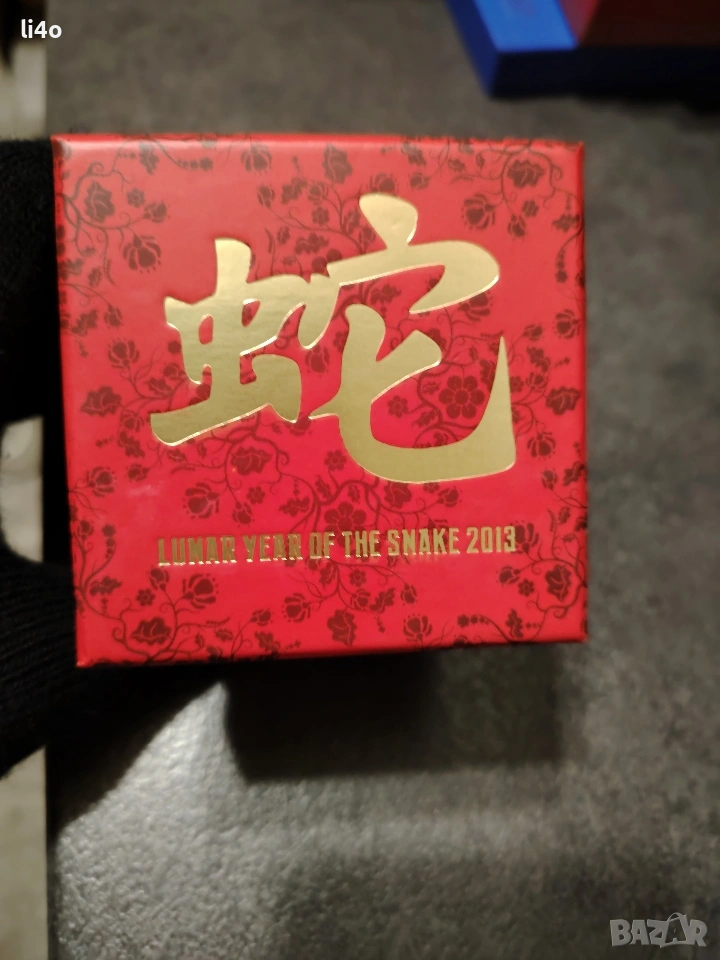 li4o
蛇
LUNAR YEAR OF THE SNAKE 2013
BAZAR